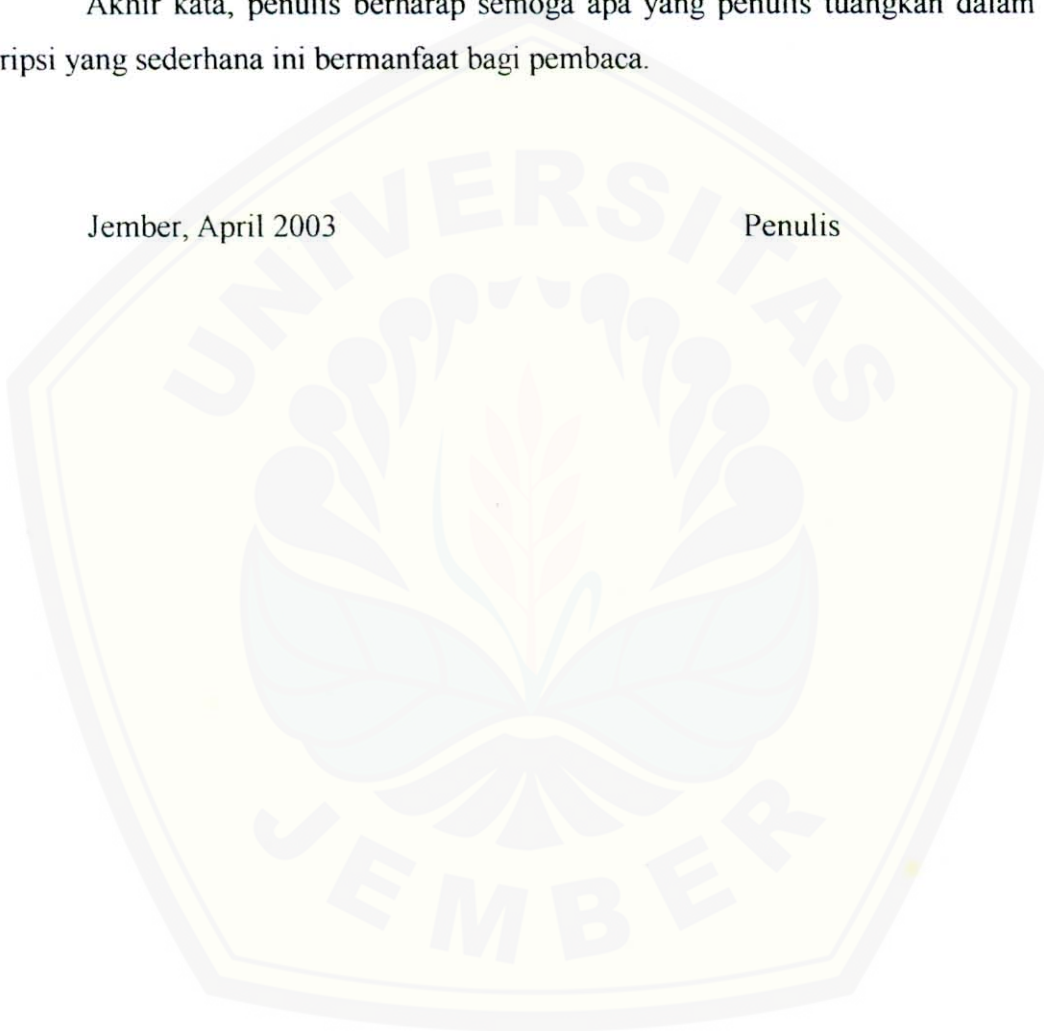 Akhir kata, penulis berharap semoga apa yang penulis tuangkan dalam
ripsi yang sederhana ini bermanfaat bagi pembaca.
Jember, April 2003 Penulis
UNIVERSITAS
JEMBER